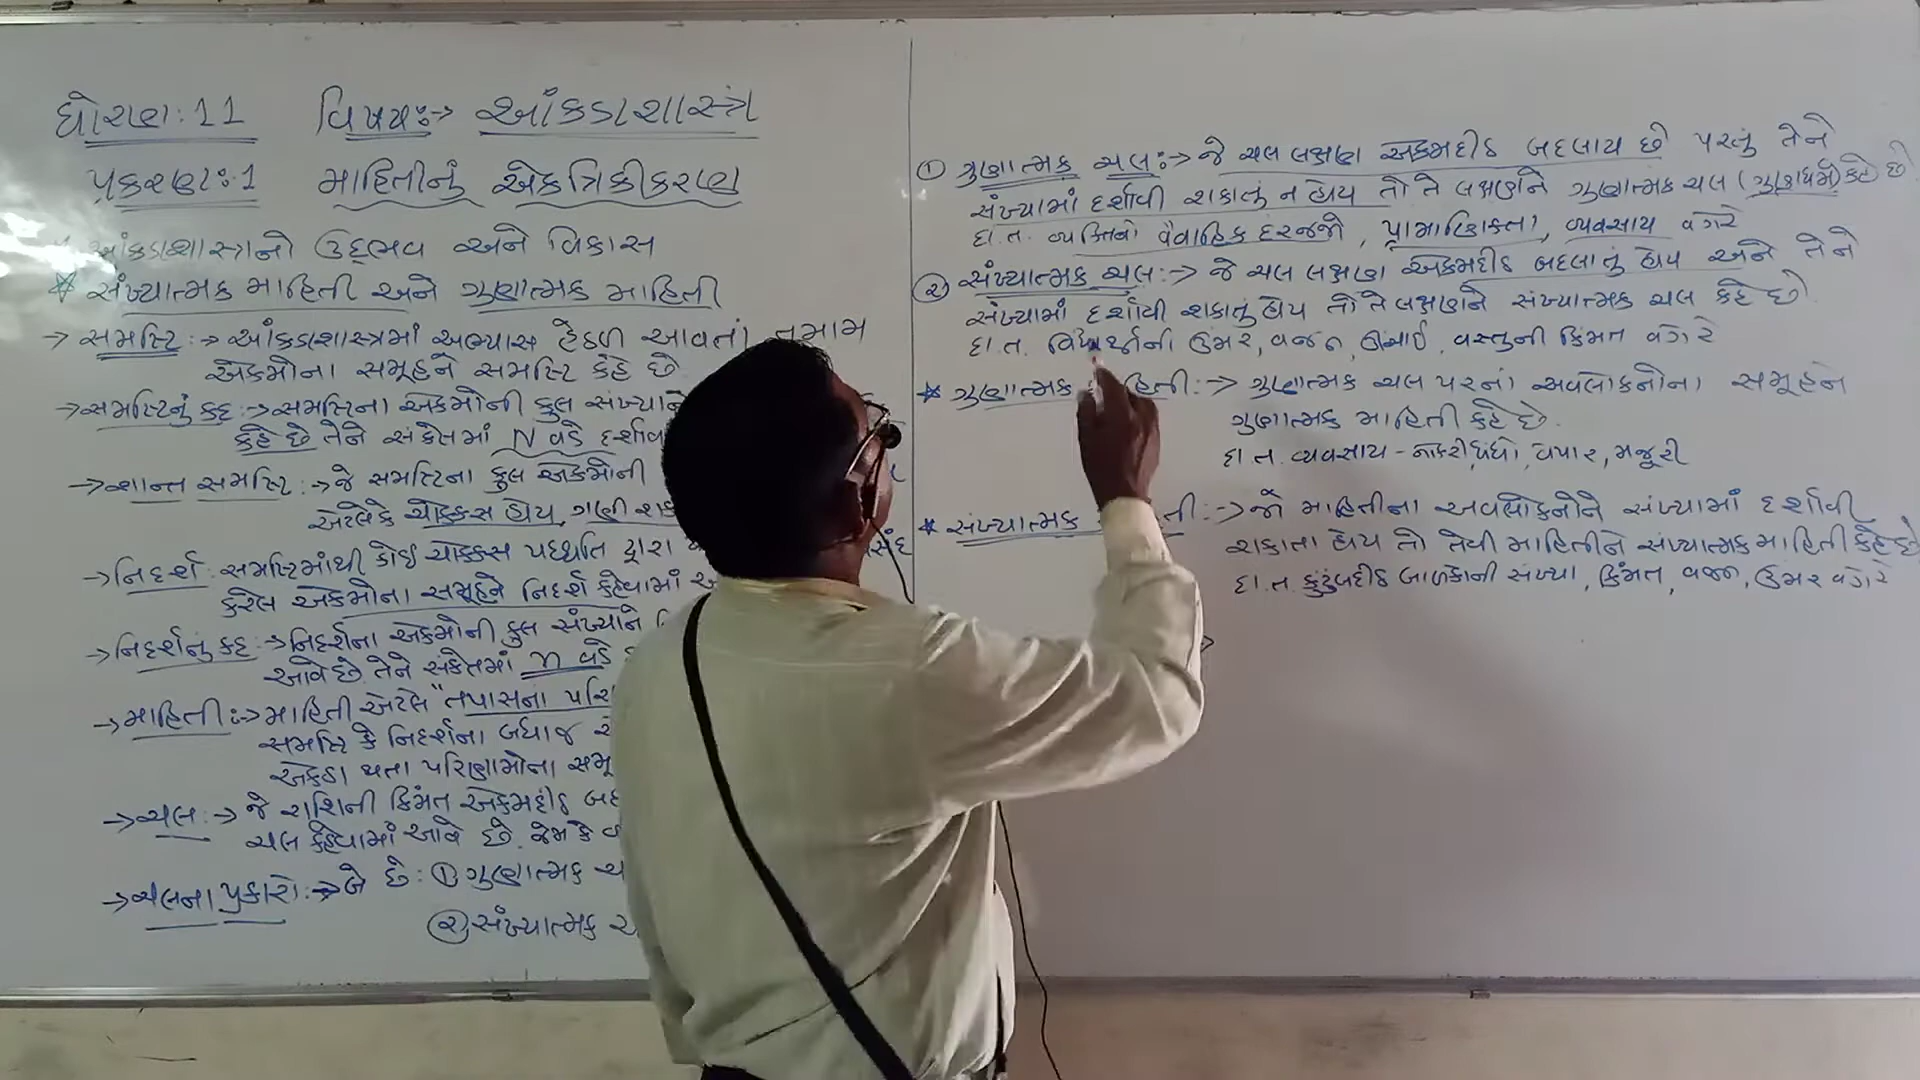 ધોરણ: 11 વિષય:→ આંકડાશાસ્ત્ર
પ્રકરણ: 1 માહિતીનું એકત્રિકીકરણ
આંકડાશાસ્ત્રનો ઉદ્‌ભવ અને વિકાસ
* સંખ્યાત્મક માહિતી અને ગુણાત્મક માહિતી
→ સમષ્ટિ :→ આંકડાશાસ્ત્રમાં અભ્યાસ હેઠળ આવતાં તમામ
એકમોના સમૂહને સમષ્ટિ કહે છે
→ સમષ્ટિનું કદ :→ સમષ્ટિના એકમોની કુલ સંખ્યાને
કહે છે તેને સંકેતમાં N વડે દર્શાવ
→ શાન્ત સમષ્ટિ :→ જે સમષ્ટિના કુલ એકમોની
એટલે કે ચોક્કસ હોય, ગણી શક
→ નિદર્શ: સમષ્ટિમાંથી કોઈ ચોક્કસ પધ્ધતિ દ્વારા સંદ
કરેલ એકમોના સમૂહને નિદર્શ કહેવામાં આ
→ નિદર્શનું કદ :→ નિદર્શના એકમોની કુલ સંખ્યાને
આવે છે. તેને સંકેતમાં n વડે
→ માહિતી :→ માહિતી એટલે "તપાસના પરિ
સમષ્ટિ કે નિદર્શના બધાજ
એકઠા થતા પરિણામોના સમૂ
→ ચલ :→ જે રાશિની કિંમત એકમદીઠ બદ
ચલ કહેવામાં આવે છે. જેમ કે
→ ચલના પ્રકારો :→ બે છે: ① ગુણાત્મક ચ
② સંખ્યાત્મક ચ
① ગુણાત્મક ચલ :→ જે ચલ લક્ષણ એકમદીઠ બદલાય છે પરંતુ તેને
સંખ્યામાં દર્શાવી શકાતું ન હોય તો તે લક્ષણને ગુણાત્મક ચલ (ગુણધર્મ) કહે છે
દા.ત. વ્યક્તિનો વૈવાહિક દરજ્જો, પ્રામાણિકતા, વ્યવસાય વગેરે
② સંખ્યાત્મક ચલ :→ જે ચલ લક્ષણ એકમદીઠ બદલાતું હોય અને તેને
સંખ્યામાં દર્શાવી શકાતું હોય તો તે લક્ષણને સંખ્યાત્મક ચલ કહે છે
દા.ત. વિદ્યાર્થીની ઉંમર, વજન, ઊંચાઈ, વસ્તુની કિંમત વગેરે
* ગુણાત્મક હિતી :→ ગુણાત્મક ચલ પરનાં અવલોકનોના સમૂહને
ગુણાત્મક માહિતી કહે છે.
દા.ત. વ્યવસાય - નોકરી, ધંધો, વેપાર, મજૂરી
* સંખ્યાત્મક તી :→ જો માહિતીના અવલોકનોને સંખ્યામાં દર્શાવી
શકાતા હોય તો તેવી માહિતીને સંખ્યાત્મક માહિતી કહે છે
દા.ત. કુટુંબદીઠ બાળકોની સંખ્યા, કિંમત, વજન, ઉંમર વગેરે